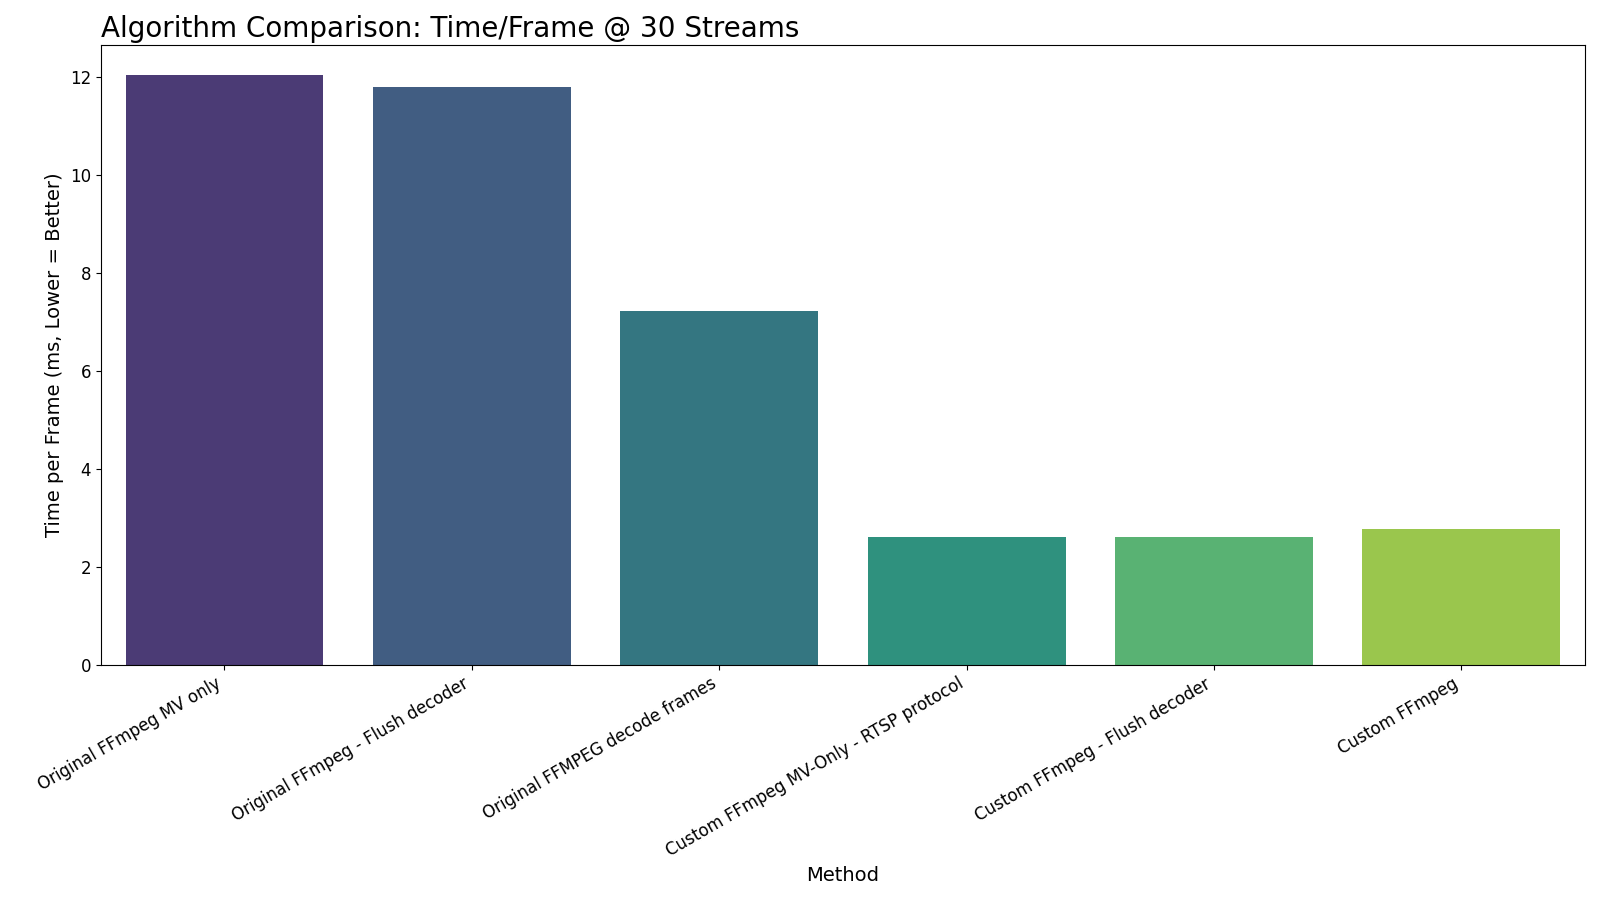 Algorithm Comparison: Time/Frame @ 30 Streams
Time per Frame (ms, Lower = Better)
12
10
8
6
4
2
0
Original FFmpeg MV only
Original FFmpeg - Flush decoder
Original FFMPEG decode frames
Custom FFmpeg MV-Only - RTSP protocol
Custom FFmpeg - Flush decoder
Custom FFmpeg
Method